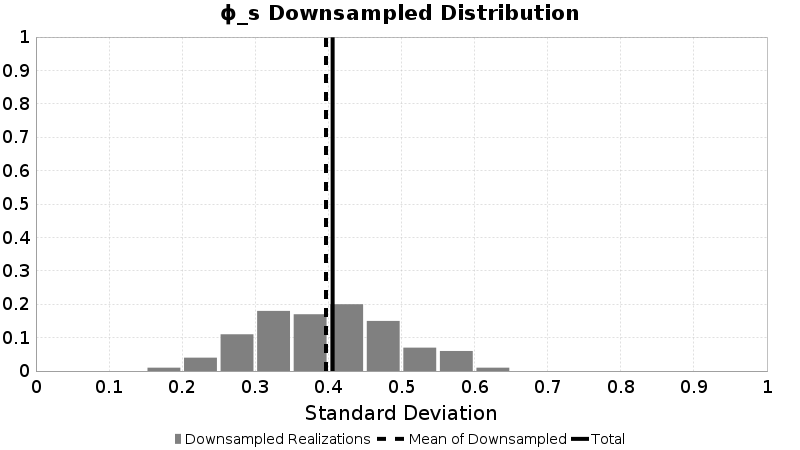 ϕ_s Downsampled Distribution
1
0.9
0.8
0.7
0.6
0.5
0.4
0.3
0.2
0.1
0
0 0.1 0.2 0.3 0.4 0.5 0.6 0.7 0.8 0.9 1
Standard Deviation
Downsampled Realizations Mean of Downsampled Total